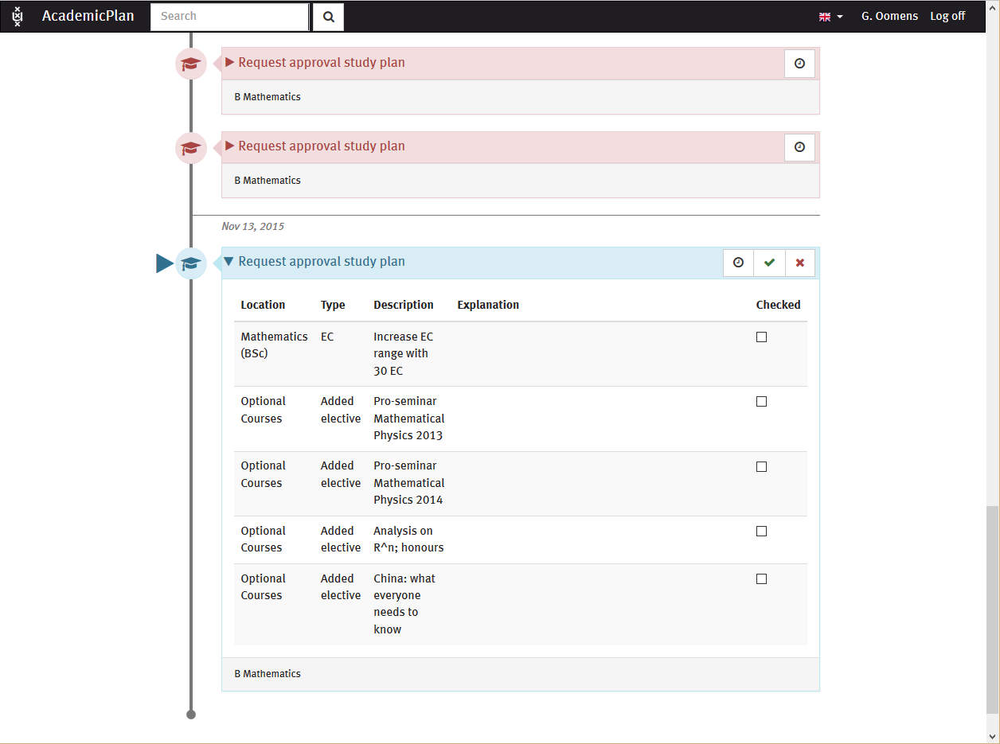 AcademicPlan Search G. Oomens Log off
Request approval study plan
B Mathematics
Request approval study plan
B Mathematics
Nov 13, 2015
Request approval study plan
Location Type Description Explanation Checked
Mathematics EC Increase EC
(BSc) range with
30 EC
Optional Added Pro-seminar
Courses elective Mathematical
Physics 2013
Optional Added Pro-seminar
Courses elective Mathematical
Physics 2014
Optional Added Analysis on
Courses elective R^n; honours
Optional Added China: what
Courses elective everyone
needs to
know
B Mathematics